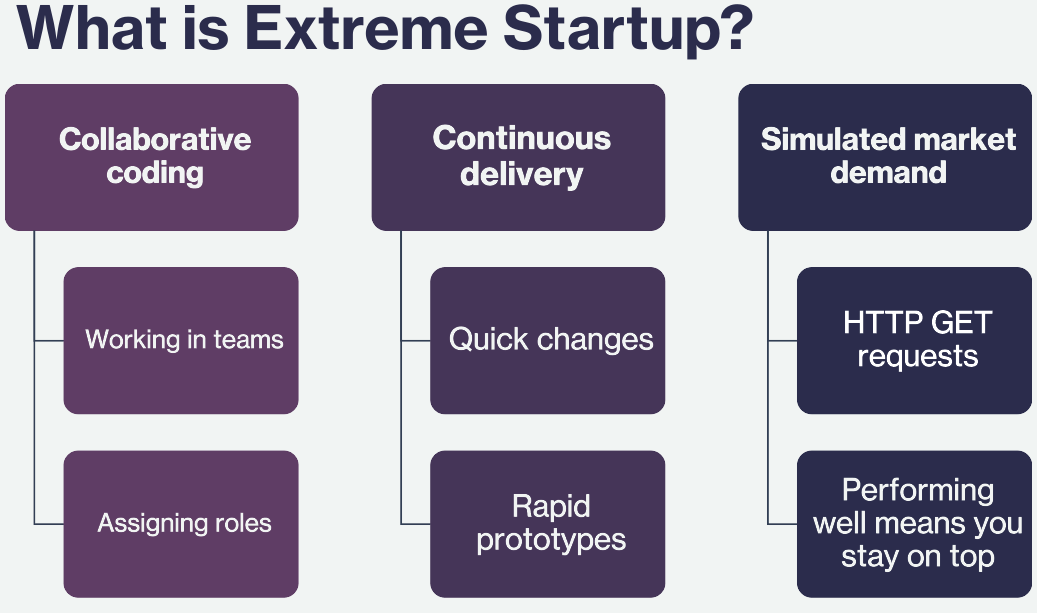 What is Extreme Startup?
Collaborative
coding
Working in teams
Assigning roles
Continuous
delivery
Quick changes
Rapid
prototypes
Simulated market
demand
HTTP GET
requests
Performing
well means you
stay on top